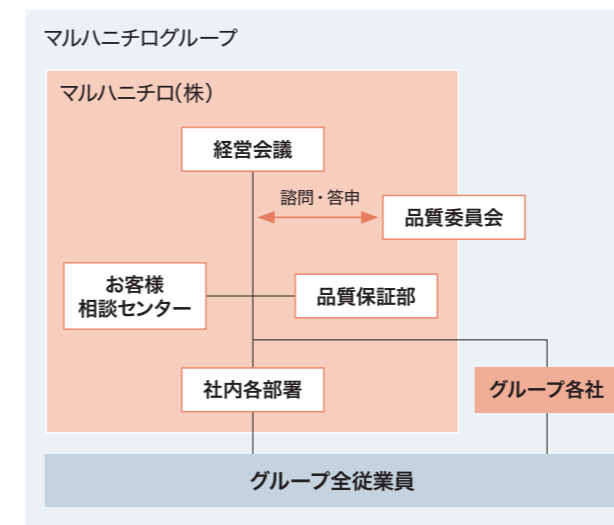 マルハニチログループ
マルハニチロ(株)
経営会議
諮問・答申
品質委員会
お客様
相談センター
品質保証部
社内各部署
グループ各社
グループ全従業員